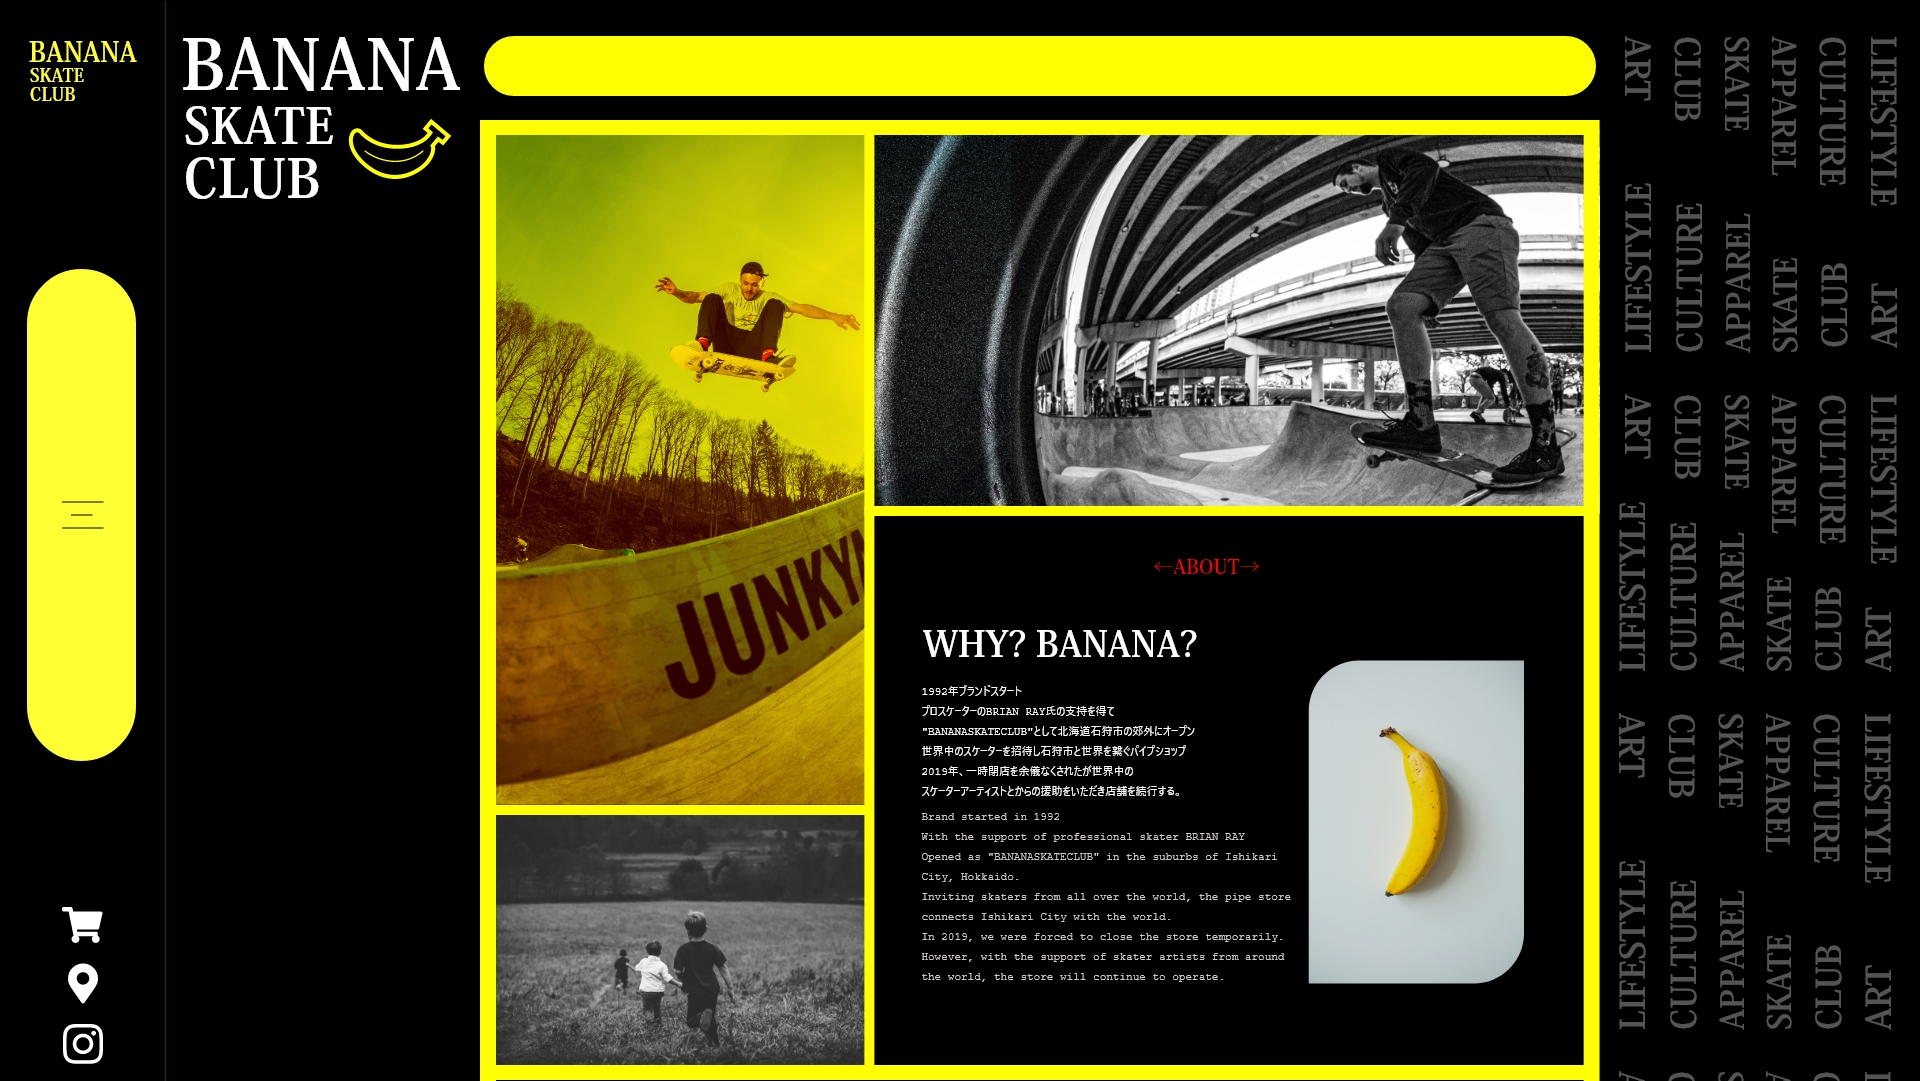 BANANA
SKATE
CLUB
BANANA
SKATE
CLUB
JUNKY
←ABOUT→
WHY? BANANA?
1992年ブランドスタート
プロスケーターのBRIAN RAY氏の支持を得て
"BANANASKATECLUB"として北海道石狩市の郊外にオープン
世界中のスケーターを招待し石狩市と世界を繋ぐパイプショップ
2019年、一時閉店を余儀なくされたが世界中の
スケーターアーティストとからの援助をいただき店舗を続行する。
Brand started in 1992
With the support of professional skater BRIAN RAY
Opened as "BANANASKATECLUB" in the suburbs of Ishikari
City, Hokkaido.
Inviting skaters from all over the world, the pipe store
connects Ishikari City with the world.
In 2019, we were forced to close the store temporarily.
However, with the support of skater artists from around
the world, the store will continue to operate.
ART CLUB SKATE APPAREL CULTURE LIFESTYLE
LIFESTYLE CULTURE APPAREL SKATE CLUB ART
ART CLUB SKATE APPAREL CULTURE LIFESTYLE
LIFESTYLE CULTURE APPAREL SKATE CLUB ART
ART CLUB SKATE APPAREL CULTURE LIFESTYLE
LIFESTYLE CULTURE APPAREL SKATE CLUB ART